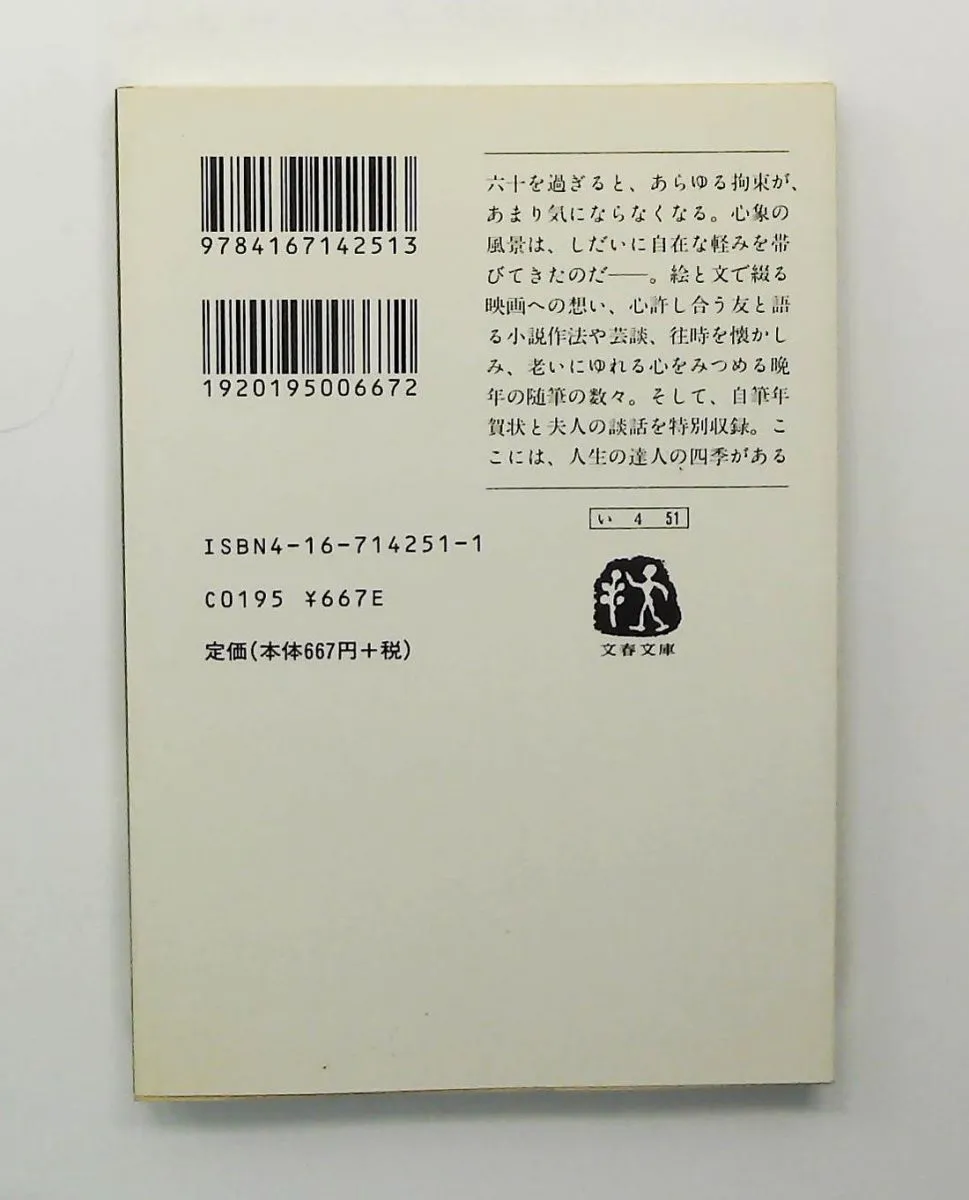 9784167142513
1920195006672
六十を過ぎると、あらゆる拘束が、
あまり気にならなくなる。心象の
風景は、しだいに自在な軽みを帯
びてきたのだ──。絵と文で綴る
映画への想い、心許し合う友と語
る小説作法や芸談、往時を懐かし
み、老いにゆれる心をみつめる晩
年の随筆の数々。そして、自筆年
賀状と夫人の談話を特別収録。こ
こには、人生の達人の四季がある
い 4 51
文春文庫
ISBN4-16-714251-1
C0195 ¥667E
定価(本体667円+税)